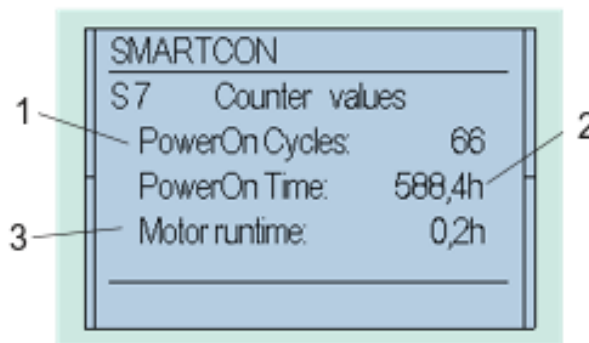 SMARTCON
S7 Counter values
1 PowerOn Cycles: 66
PowerOn Time: 588,4h 2
3 Motor runtime: 0,2h